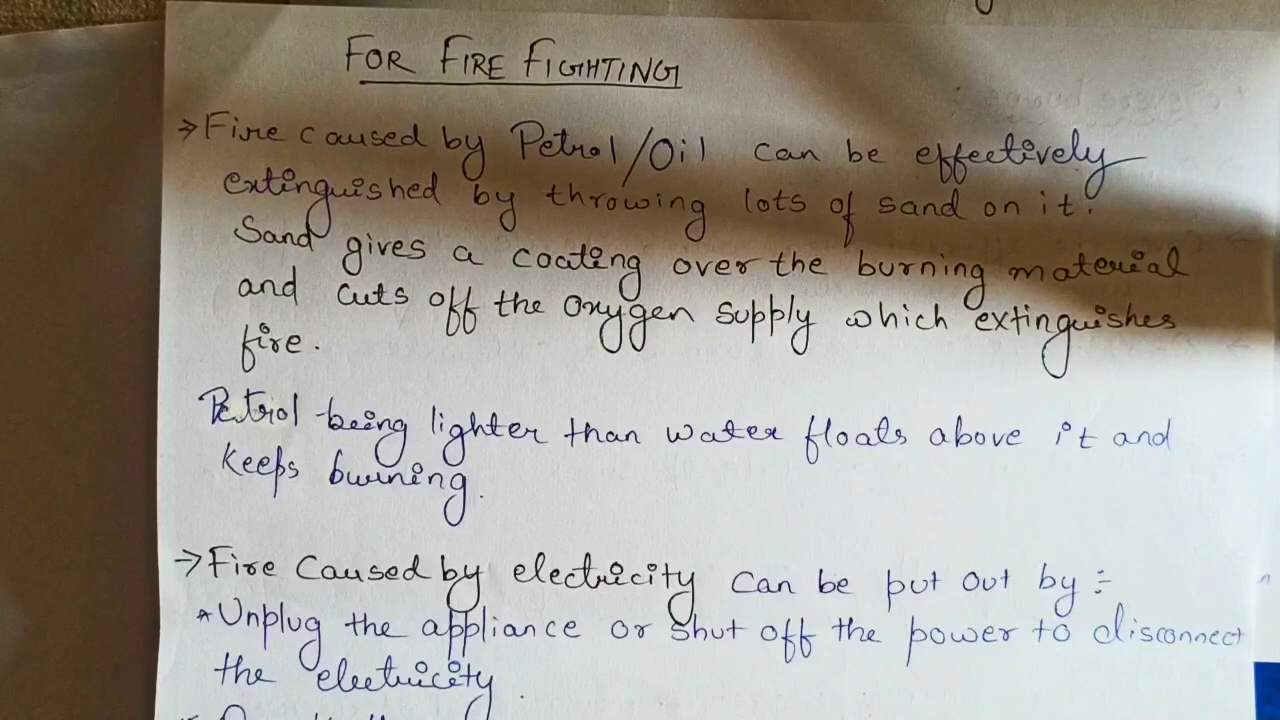 FOR FIRE FIGHTING
→ Fire caused by Petrol/Oil can be effectively
extinguished by throwing lots of sand on it.
Sand gives a coating over the burning material
and cuts off the oxygen supply which extinguishes
fire.
Petrol being lighter than water floats above it and
keeps burning.
→ Fire Caused by electricity can be put out by :-
* Unplug the appliance or shut off the power to disconnect
the electricity.